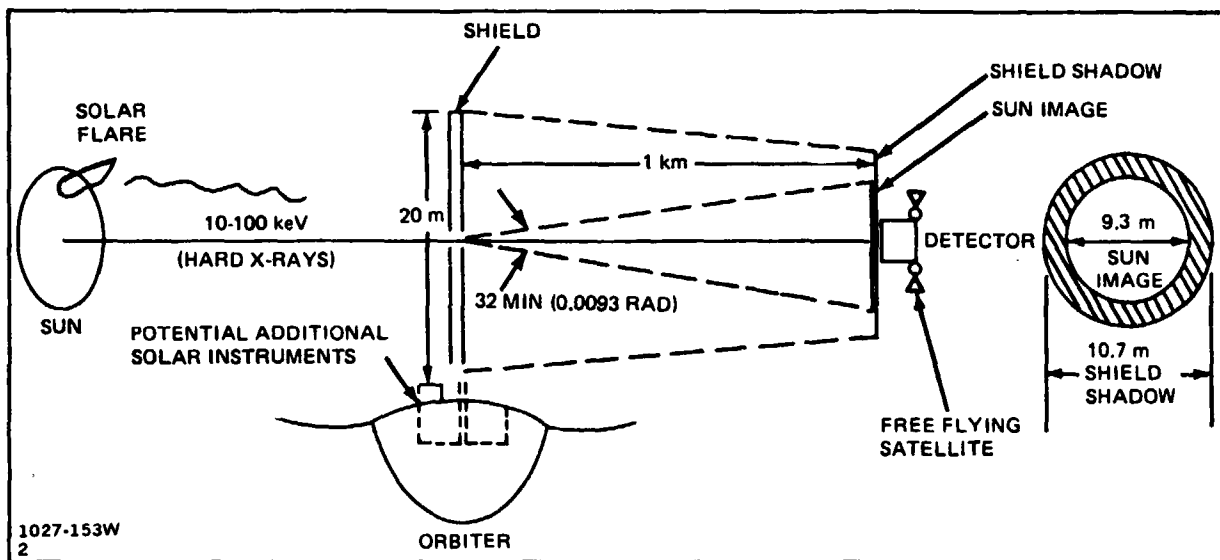 SHIELD
SOLAR
FLARE
SHIELD SHADOW
SUN IMAGE
1 km
20 m
10-100 keV
(HARD X-RAYS)
DETECTOR
9.3 m
SUN
IMAGE
32 MIN (0.0093 RAD)
SUN
POTENTIAL ADDITIONAL
SOLAR INSTRUMENTS
10.7 m
SHIELD
SHADOW
FREE FLYING
SATELLITE
1027-153W
2
ORBITER